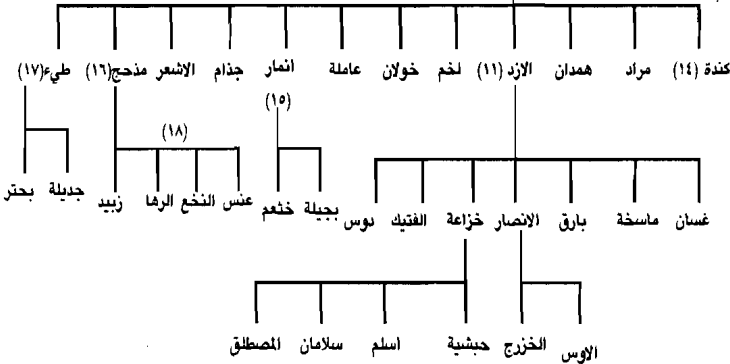 كندة (١٤) مراد همدان الازد (١١) لخم خولان عاملة انمار جذام الاشعر مذحج (١٦) طيء (١٧)
(١٥)
(١٨)
غسان ماسخة بارق الانصار خزاعة الفتيك دوس بجيلة خثعم عنس النخع الرها زبيد جديلة بحتر
الاوس الخزرج حبشية اسلم سلامان المصطلق